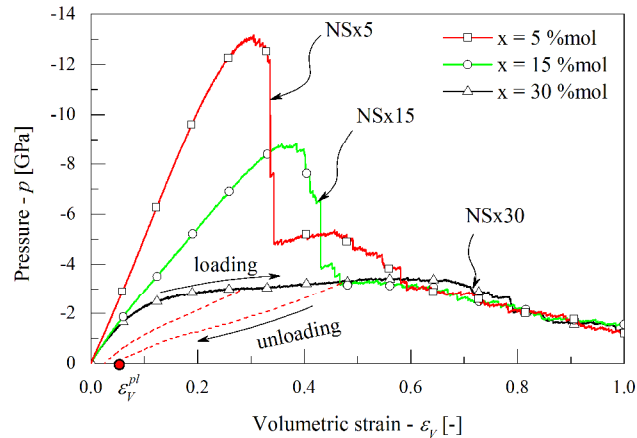 -14
-12
-10
-8
-6
-4
-2
0
Pressure - p [GPa]
NSx5
NSx15
NSx30
x = 5 %mol
x = 15 %mol
x = 30 %mol
loading
unloading
0.0
0.2
0.4
0.6
0.8
1.0
ε_V^{pl}
Volumetric strain - ε_V [-]